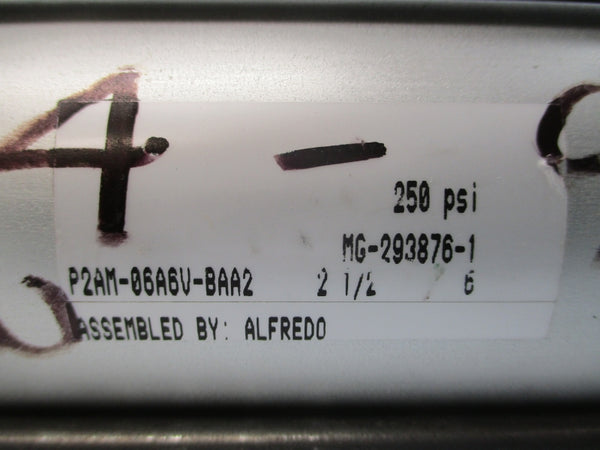 4 -
250 psi
MG-293876-1
P2AM-06A6V-BAA2 2 1/2 6
ASSEMBLED BY: ALFREDO